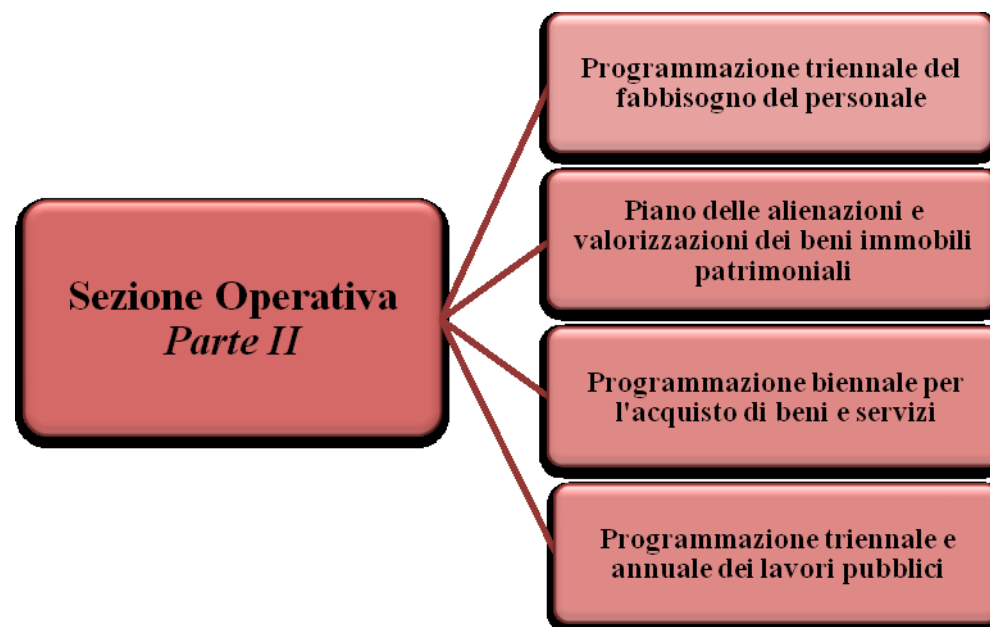 Sezione Operativa
Parte II
Programmazione triennale del
fabbisogno del personale
Piano delle alienazioni e
valorizzazioni dei beni immobili
patrimoniali
Programmazione biennale per
l'acquisto di beni e servizi
Programmazione triennale e
annuale dei lavori pubblici